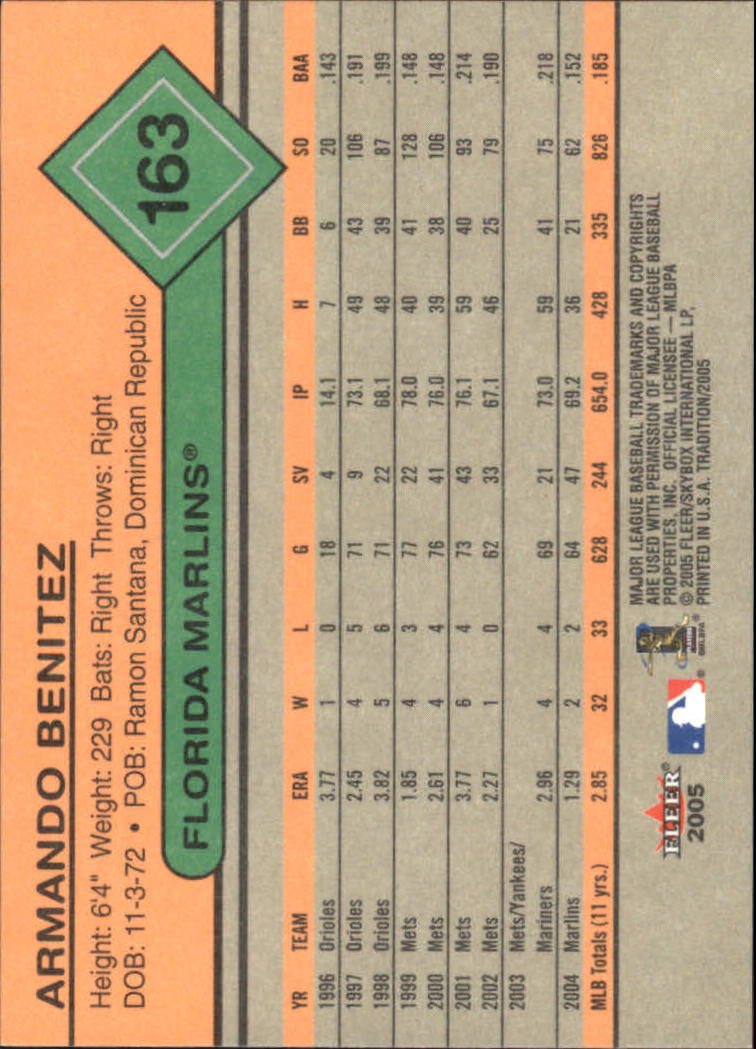 ARMANDO BENITEZ
Height: 6'4" Weight: 229 Bats: Right Throws: Right
DOB: 11-3-72 • POB: Ramon Santana, Dominican Republic
163
FLORIDA MARLINS®
YR TEAM ERA W L G SV IP H BB SO BAA
1996 Orioles 3.77 1 0 18 4 14.1 7 6 20 .143
1997 Orioles 2.45 4 5 71 9 73.1 49 43 106 .191
1998 Orioles 3.82 5 6 71 22 68.1 48 39 87 .199
1999 Mets 1.85 4 3 77 22 78.0 40 41 128 .148
2000 Mets 2.61 4 4 76 41 76.0 39 38 106 .148
2001 Mets 3.77 6 4 73 43 76.1 59 40 93 .214
2002 Mets 2.27 1 0 62 33 67.1 46 25 79 .190
2003 Mets/Yankees/
Mariners 2.96 4 4 69 21 73.0 59 41 75 .218
2004 Marlins 1.29 2 2 64 47 69.2 36 21 62 .152
MLB Totals (11 yrs.) 2.85 32 33 628 244 654.0 428 335 826 .185
FLEER®
2005
®
®
©MLBPA
MAJOR LEAGUE BASEBALL TRADEMARKS AND COPYRIGHTS
ARE USED WITH PERMISSION OF MAJOR LEAGUE BASEBALL
PROPERTIES, INC. OFFICIAL LICENSEE — MLBPA
© 2005 FLEER/SKYBOX INTERNATIONAL LP,
PRINTED IN U.S.A. TRADITION/2005